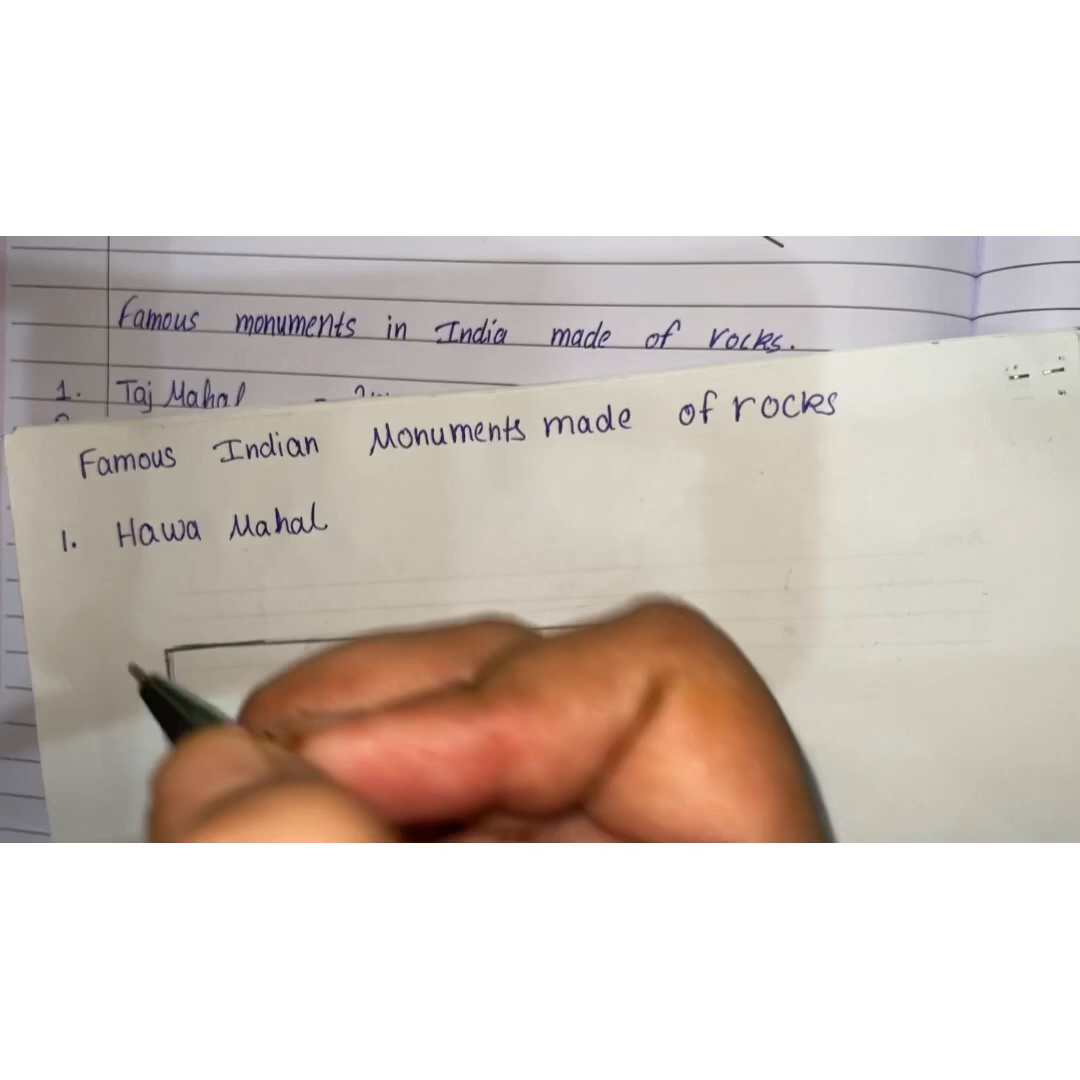 Famous monuments in India made of rocks.
1. Taj Mahal -
Famous Indian Monuments made of rocks
1. Hawa Mahal